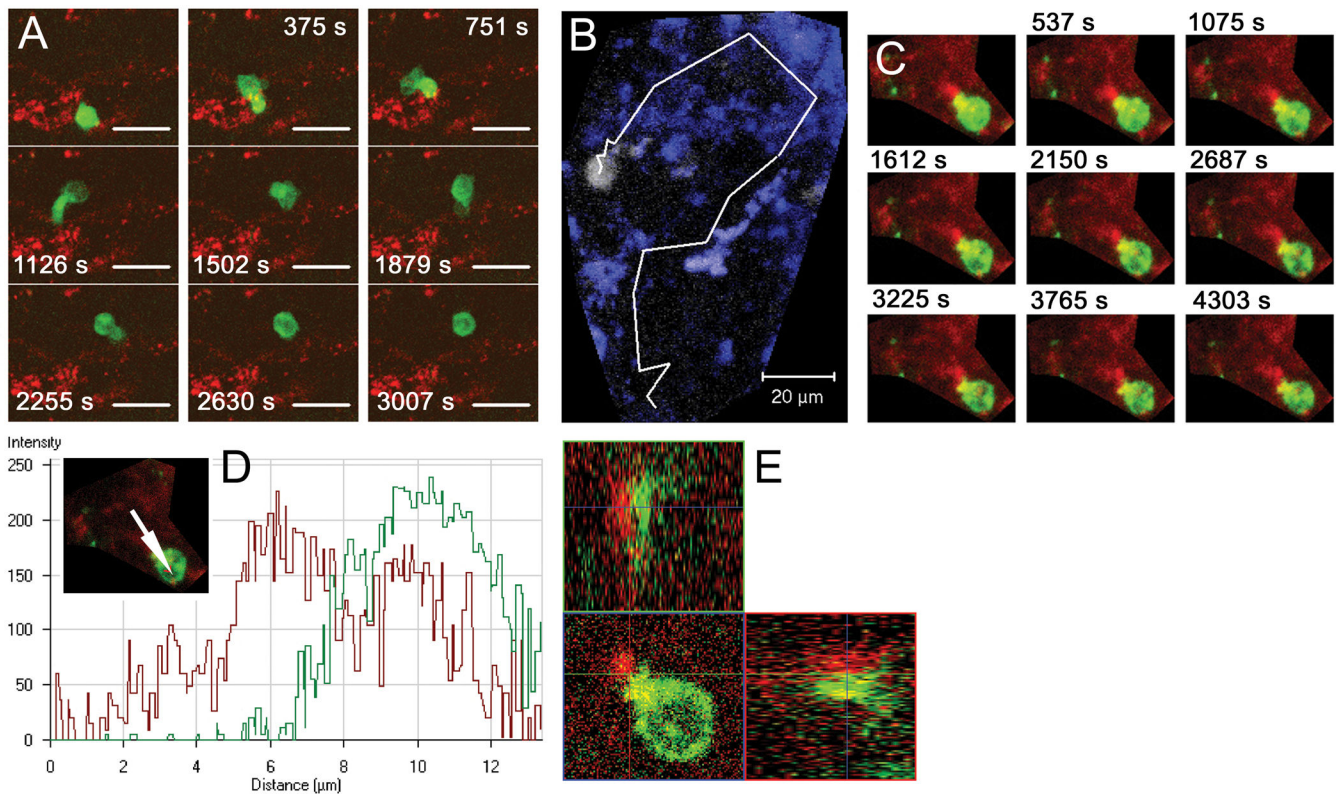 A
375 s
751 s
1126 s
1502 s
1879 s
2255 s
2630 s
3007 s
B
20 µm
C
537 s
1075 s
1612 s
2150 s
2687 s
3225 s
3765 s
4303 s
D
Intensity
250
200
150
100
50
0
0 2 4 6 8 10 12
Distance (µm)
E